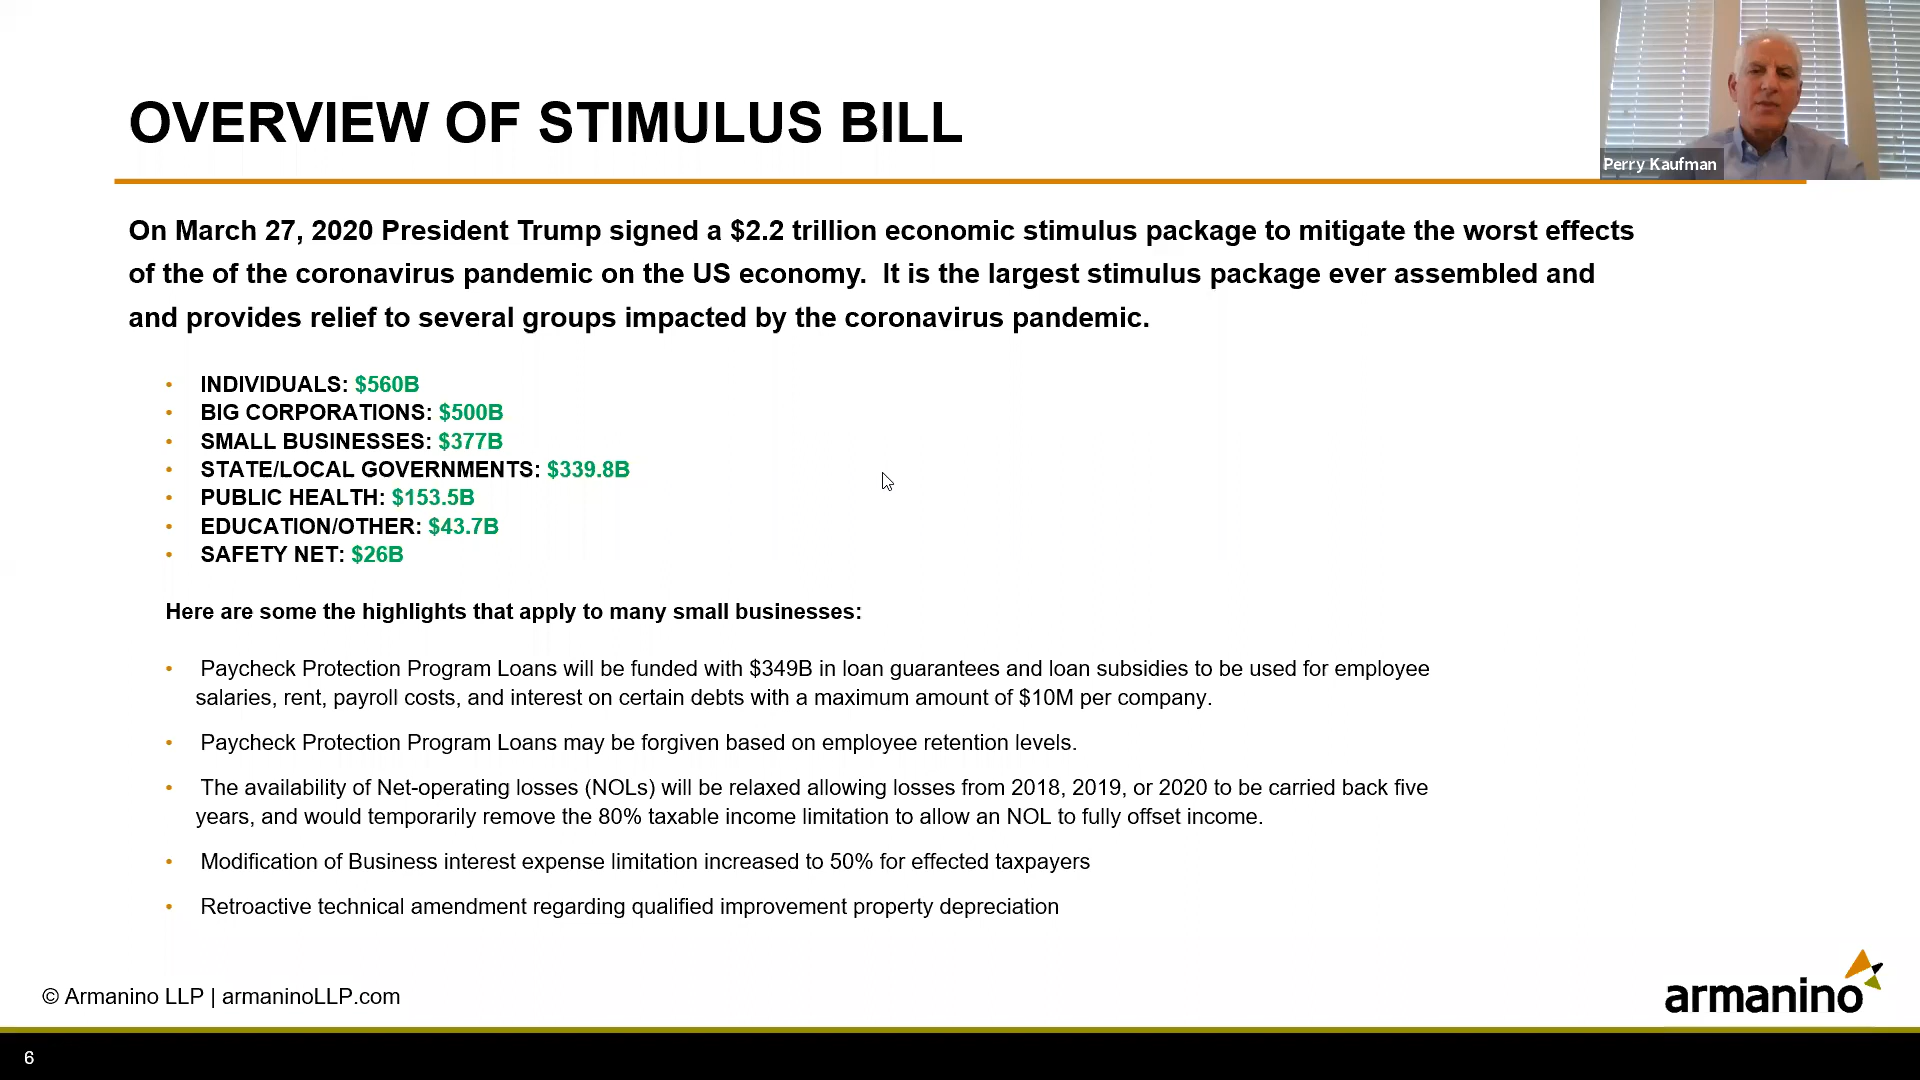 Perry Kaufman
OVERVIEW OF STIMULUS BILL
On March 27, 2020 President Trump signed a $2.2 trillion economic stimulus package to mitigate the worst effects
of the of the coronavirus pandemic on the US economy.  It is the largest stimulus package ever assembled and
and provides relief to several groups impacted by the coronavirus pandemic.
• INDIVIDUALS: $560B
• BIG CORPORATIONS: $500B
• SMALL BUSINESSES: $377B
• STATE/LOCAL GOVERNMENTS: $339.8B
• PUBLIC HEALTH: $153.5B
• EDUCATION/OTHER: $43.7B
• SAFETY NET: $26B
Here are some the highlights that apply to many small businesses:
• Paycheck Protection Program Loans will be funded with $349B in loan guarantees and loan subsidies to be used for employee
salaries, rent, payroll costs, and interest on certain debts with a maximum amount of $10M per company.
• Paycheck Protection Program Loans may be forgiven based on employee retention levels.
• The availability of Net-operating losses (NOLs) will be relaxed allowing losses from 2018, 2019, or 2020 to be carried back five
years, and would temporarily remove the 80% taxable income limitation to allow an NOL to fully offset income.
• Modification of Business interest expense limitation increased to 50% for effected taxpayers
• Retroactive technical amendment regarding qualified improvement property depreciation
© Armanino LLP | armaninoLLP.com
armanino
6